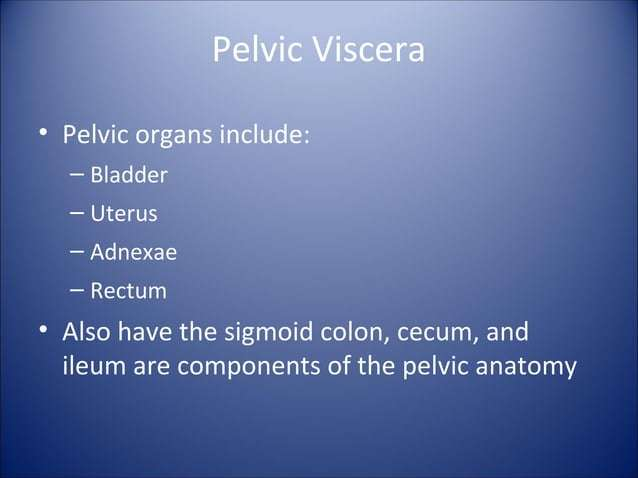 Pelvic Viscera
• Pelvic organs include:
– Bladder
– Uterus
– Adnexae
– Rectum
• Also have the sigmoid colon, cecum, and
ileum are components of the pelvic anatomy